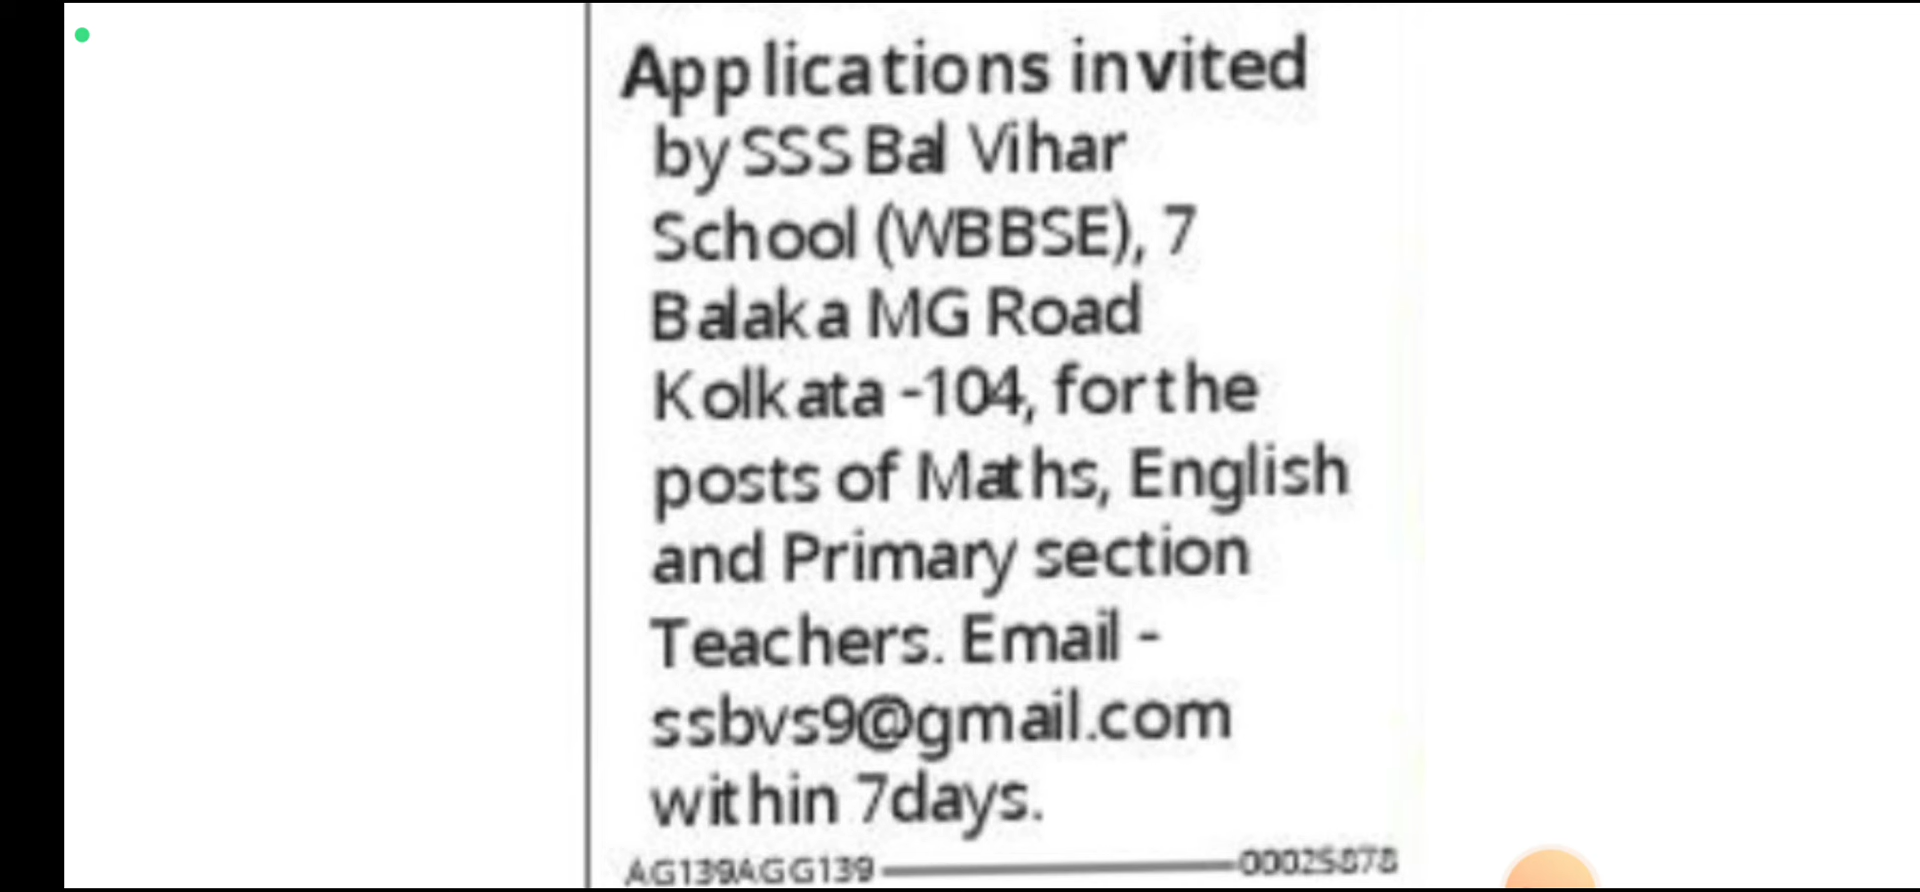 Applications invited
by SSS Bal Vihar
School (WBBSE), 7
Balaka MG Road
Kolkata -104, for the
posts of Maths, English
and Primary section
Teachers. Email -
ssbvs9@gmail.com
within 7days.
AG139AGG139 00025878